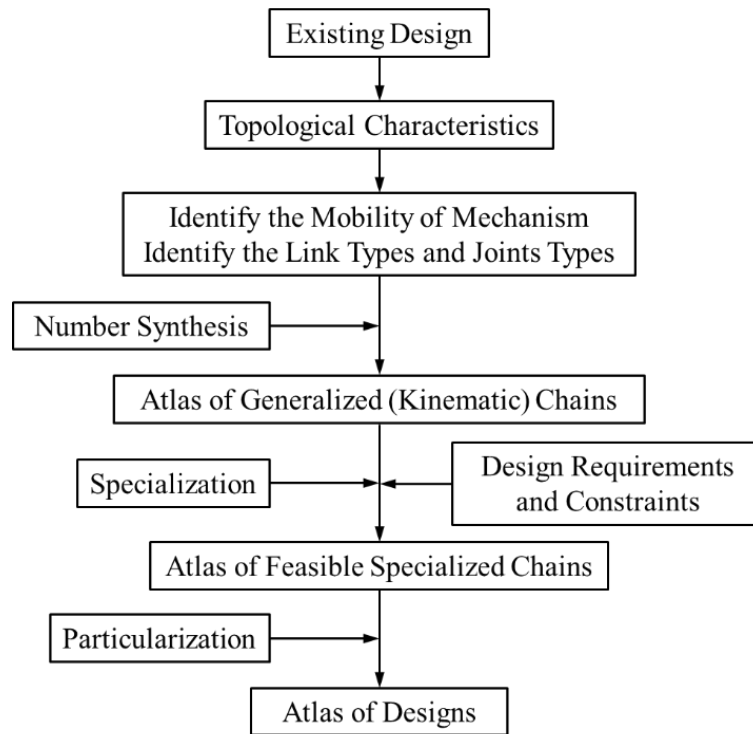 Existing Design
Topological Characteristics
Identify the Mobility of Mechanism
Identify the Link Types and Joints Types
Number Synthesis
Atlas of Generalized (Kinematic) Chains
Specialization
Design Requirements
and Constraints
Atlas of Feasible Specialized Chains
Particularization
Atlas of Designs